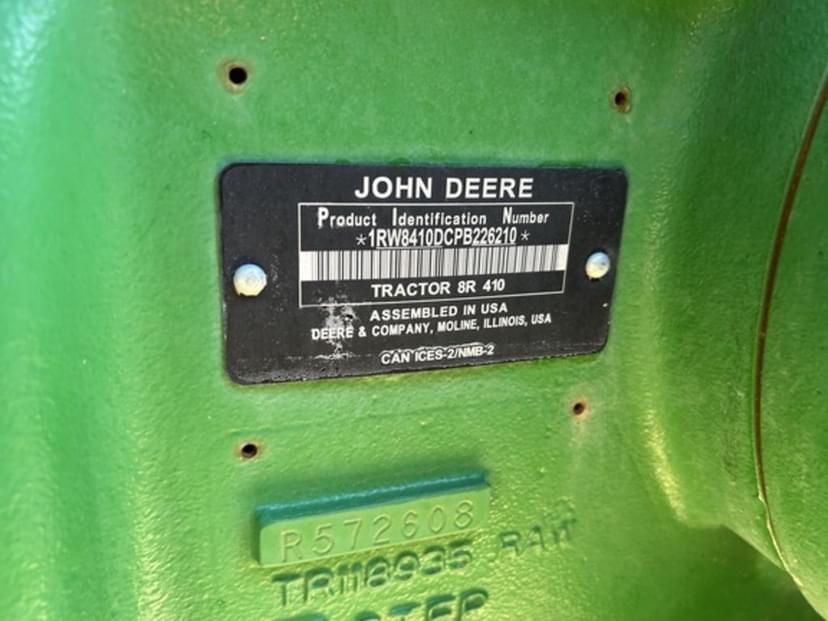 JOHN DEERE
Product Identification Number
*1RW8410DCPB226210*
TRACTOR 8R 410
ASSEMBLED IN USA
DEERE & COMPANY, MOLINE, ILLINOIS, USA
CAN ICES-2/NMB-2
R572608
TR118935 RAW